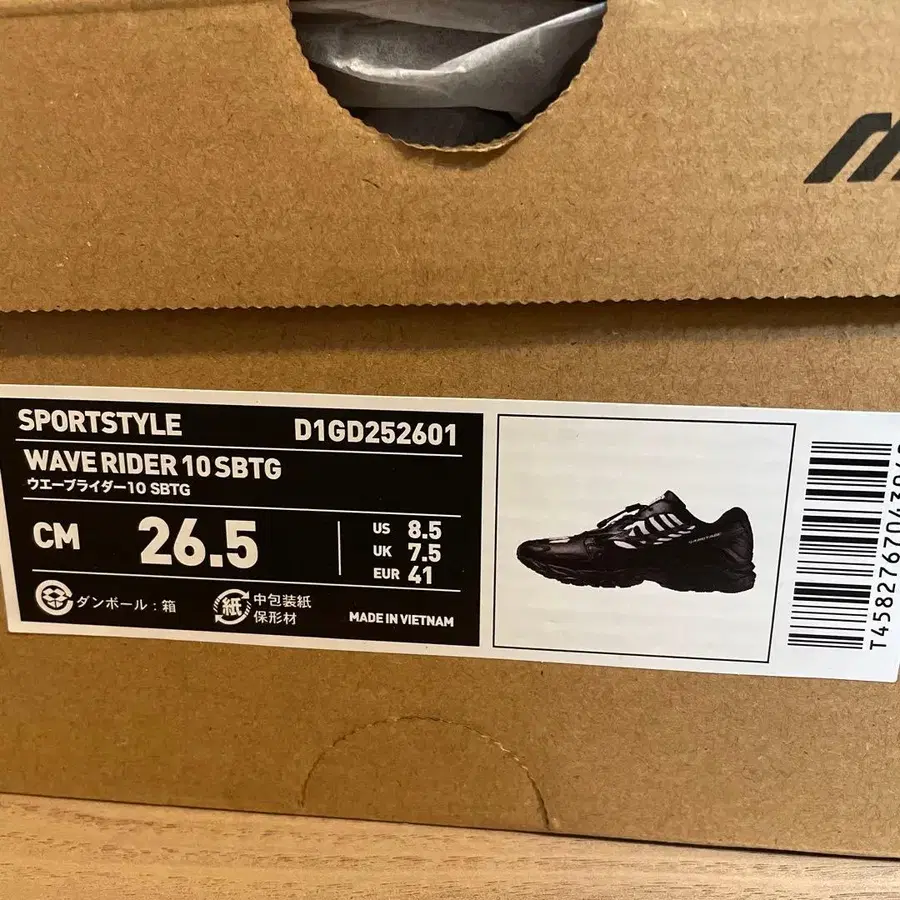 SPORTSTYLE D1GD252601
WAVE RIDER 10 SBTG
ウエーブライダー10 SBTG
CM 26.5
US 8.5
UK 7.5
EUR 41
ダンボール：箱
紙
中包装紙
保形材
MADE IN VIETNAM